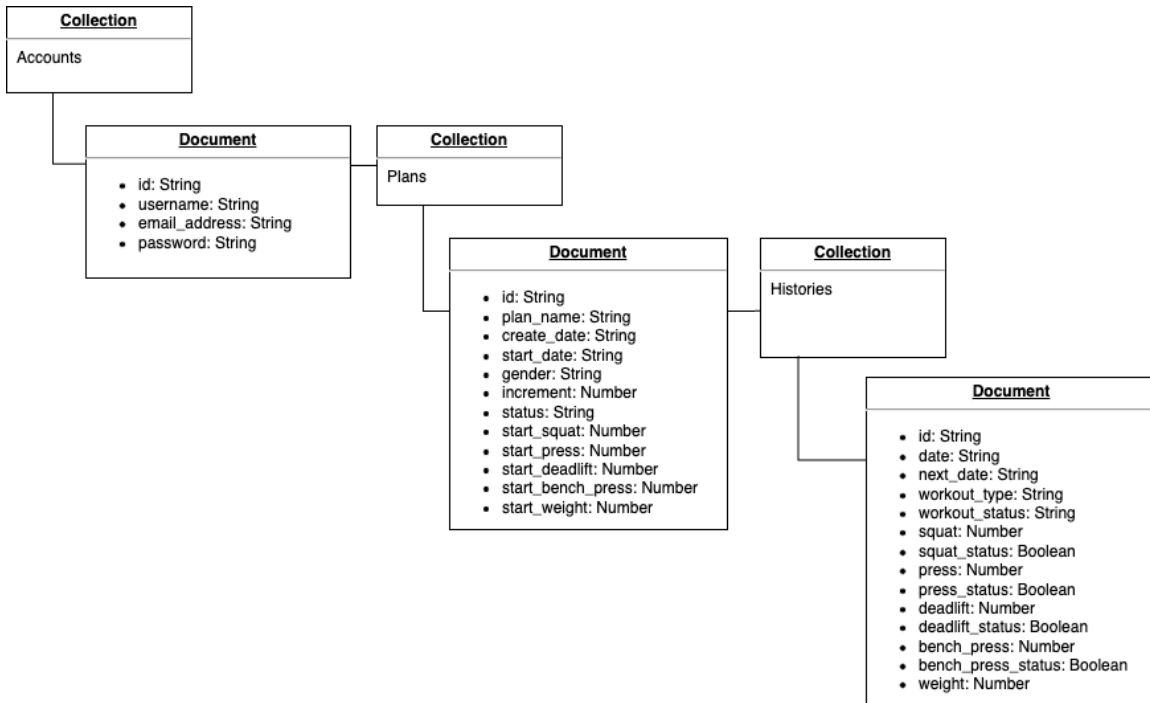 Collection
Accounts
Document
• id: String
• username: String
• email_address: String
• password: String
Collection
Plans
Document
• id: String
• plan_name: String
• create_date: String
• start_date: String
• gender: String
• increment: Number
• status: String
• start_squat: Number
• start_press: Number
• start_deadlift: Number
• start_bench_press: Number
• start_weight: Number
Collection
Histories
Document
• id: String
• date: String
• next_date: String
• workout_type: String
• workout_status: String
• squat: Number
• squat_status: Boolean
• press: Number
• press_status: Boolean
• deadlift: Number
• deadlift_status: Boolean
• bench_press: Number
• bench_press_status: Boolean
• weight: Number